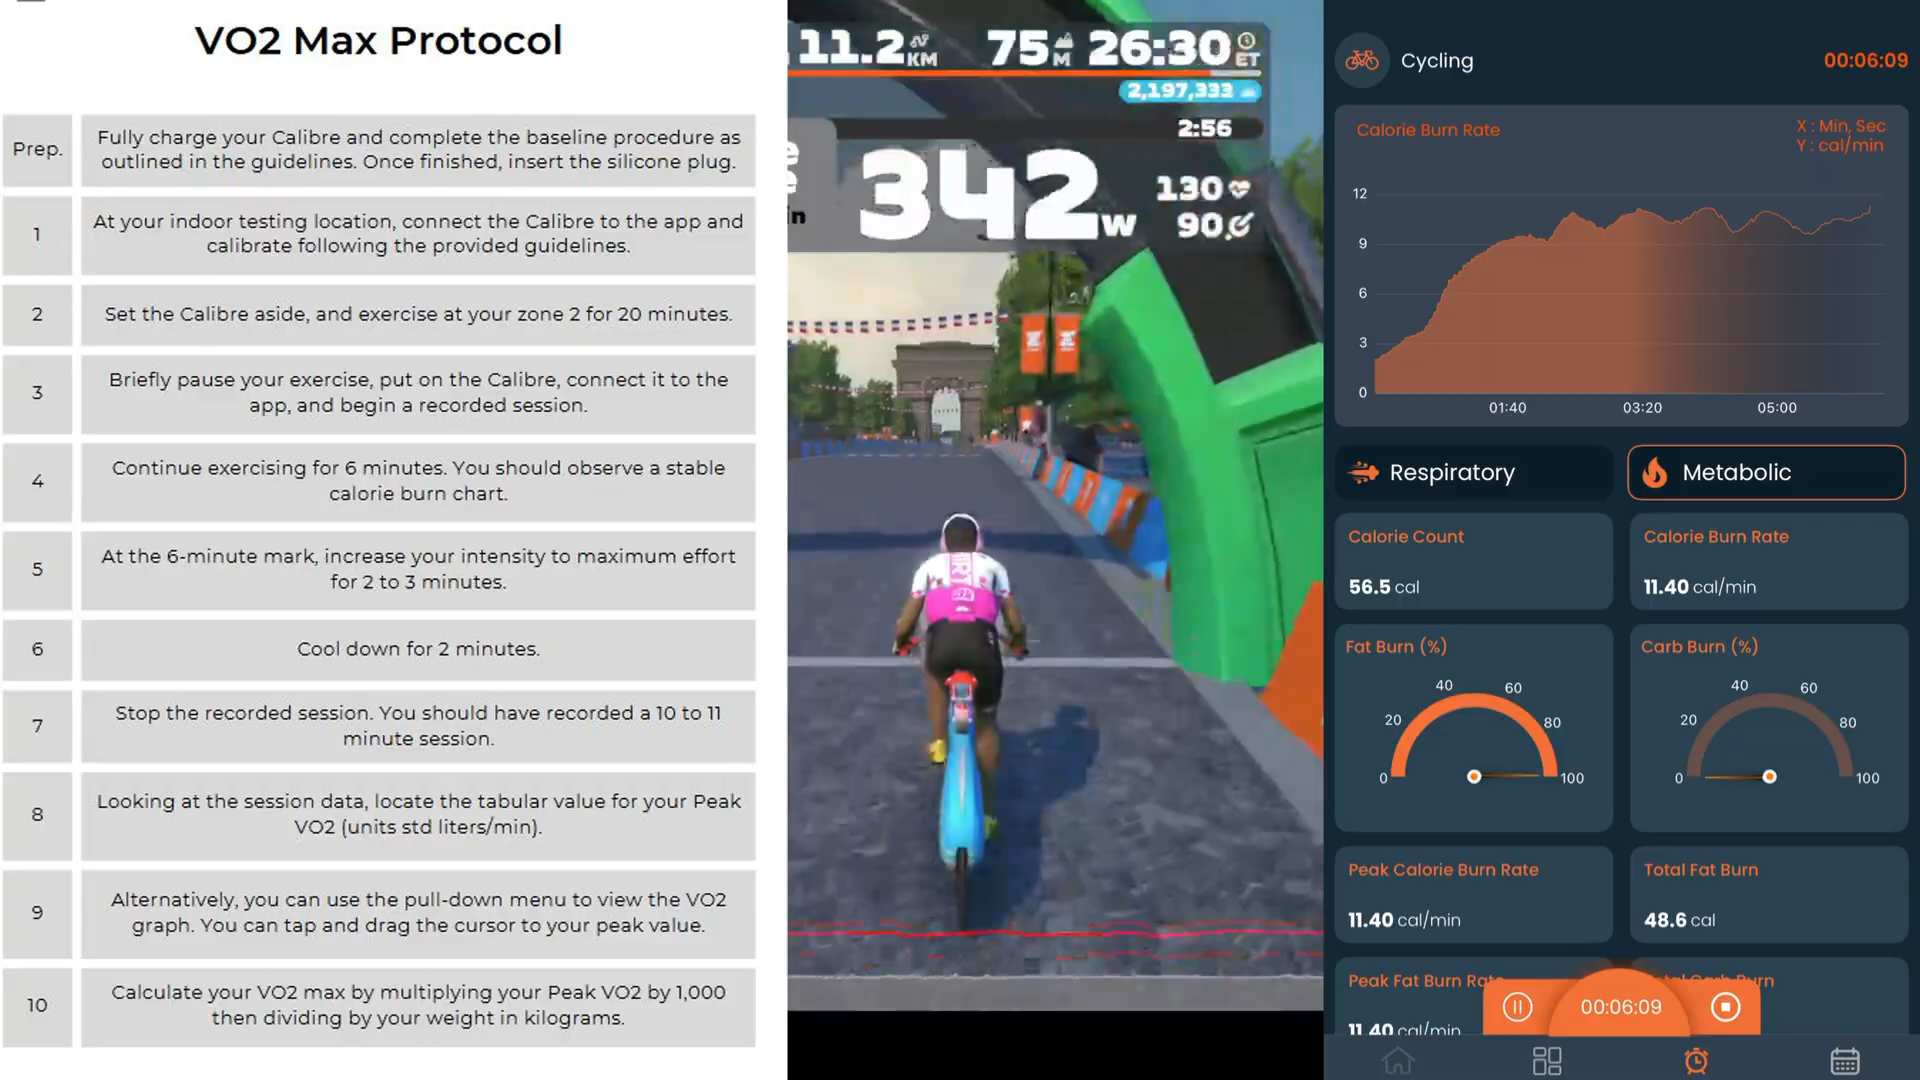 VO2 Max Protocol
Prep.
Fully charge your Calibre and complete the baseline procedure as
outlined in the guidelines. Once finished, insert the silicone plug.
1
At your indoor testing location, connect the Calibre to the app and
calibrate following the provided guidelines.
2
Set the Calibre aside, and exercise at your zone 2 for 20 minutes.
3
Briefly pause your exercise, put on the Calibre, connect it to the
app, and begin a recorded session.
4
Continue exercising for 6 minutes. You should observe a stable
calorie burn chart.
5
At the 6-minute mark, increase your intensity to maximum effort
for 2 to 3 minutes.
6
Cool down for 2 minutes.
7
Stop the recorded session. You should have recorded a 10 to 11
minute session.
8
Looking at the session data, locate the tabular value for your Peak
VO2 (units std liters/min).
9
Alternatively, you can use the pull-down menu to view the VO2
graph. You can tap and drag the cursor to your peak value.
10
Calculate your VO2 max by multiplying your Peak VO2 by 1,000
then dividing by your weight in kilograms.
11.2 KM 75 M 26:30 ET
2,197,333
2:56
342 w
130
90
Cycling
00:06:09
Calorie Burn Rate
X : Min, Sec
Y : cal/min
12
9
6
3
0
01:40 03:20 05:00
Respiratory
Metabolic
Calorie Count
56.5 cal
Calorie Burn Rate
11.40 cal/min
Fat Burn (%)
0 20 40 60 80 100
Carb Burn (%)
0 20 40 60 80 100
Peak Calorie Burn Rate
11.40 cal/min
Total Fat Burn
48.6 cal
Peak Fat Burn Rate
11.40 cal/min
Burn
00:06:09